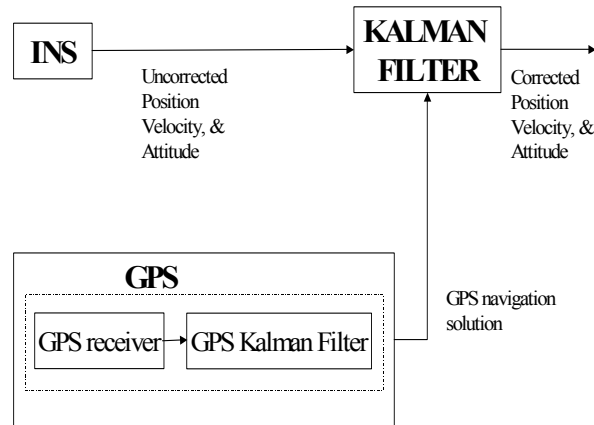 INS
KALMAN
FILTER
Uncorrected
Position
Velocity, &
Attitude
Corrected
Position
Velocity, &
Attitude
GPS
GPS receiver
GPS Kalman Filter
GPS navigation
solution